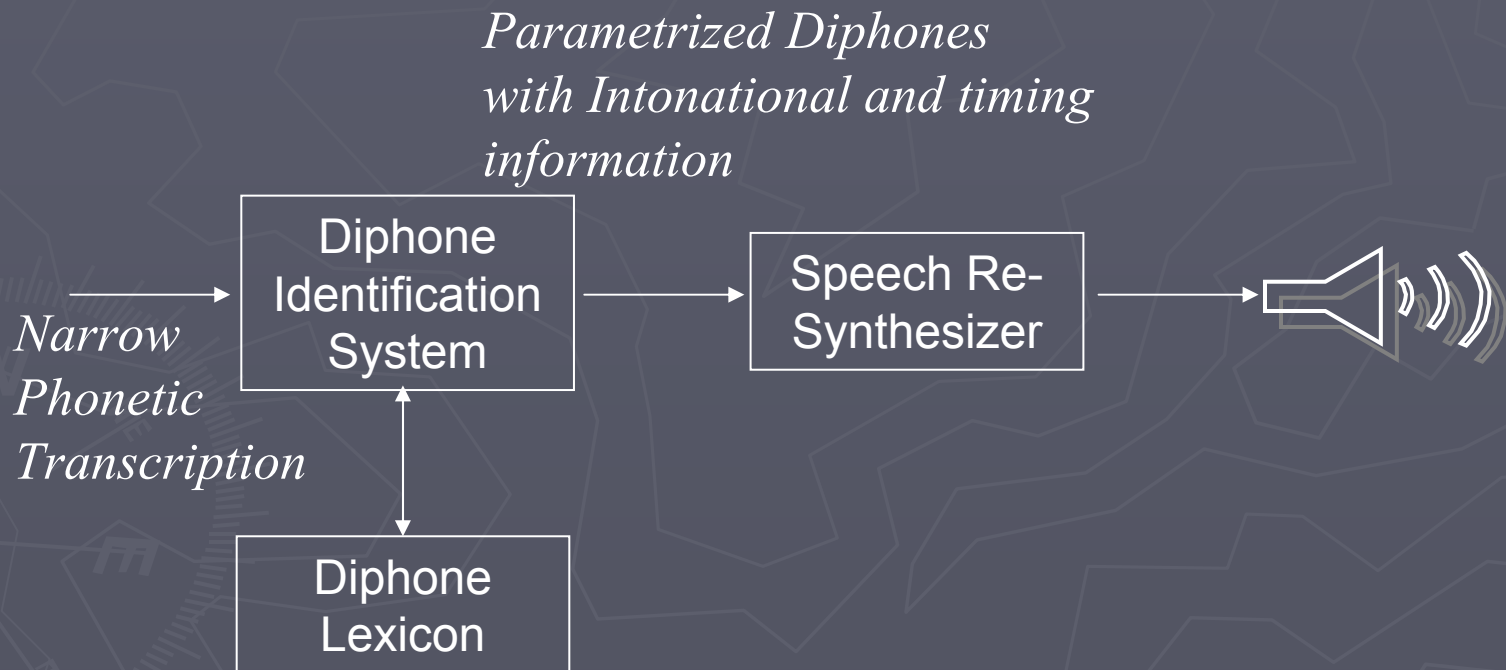 Parametrized Diphones
with Intonational and timing
information
Diphone
Identification
System
Speech Re-
Synthesizer
Narrow
Phonetic
Transcription
Diphone
Lexicon
E